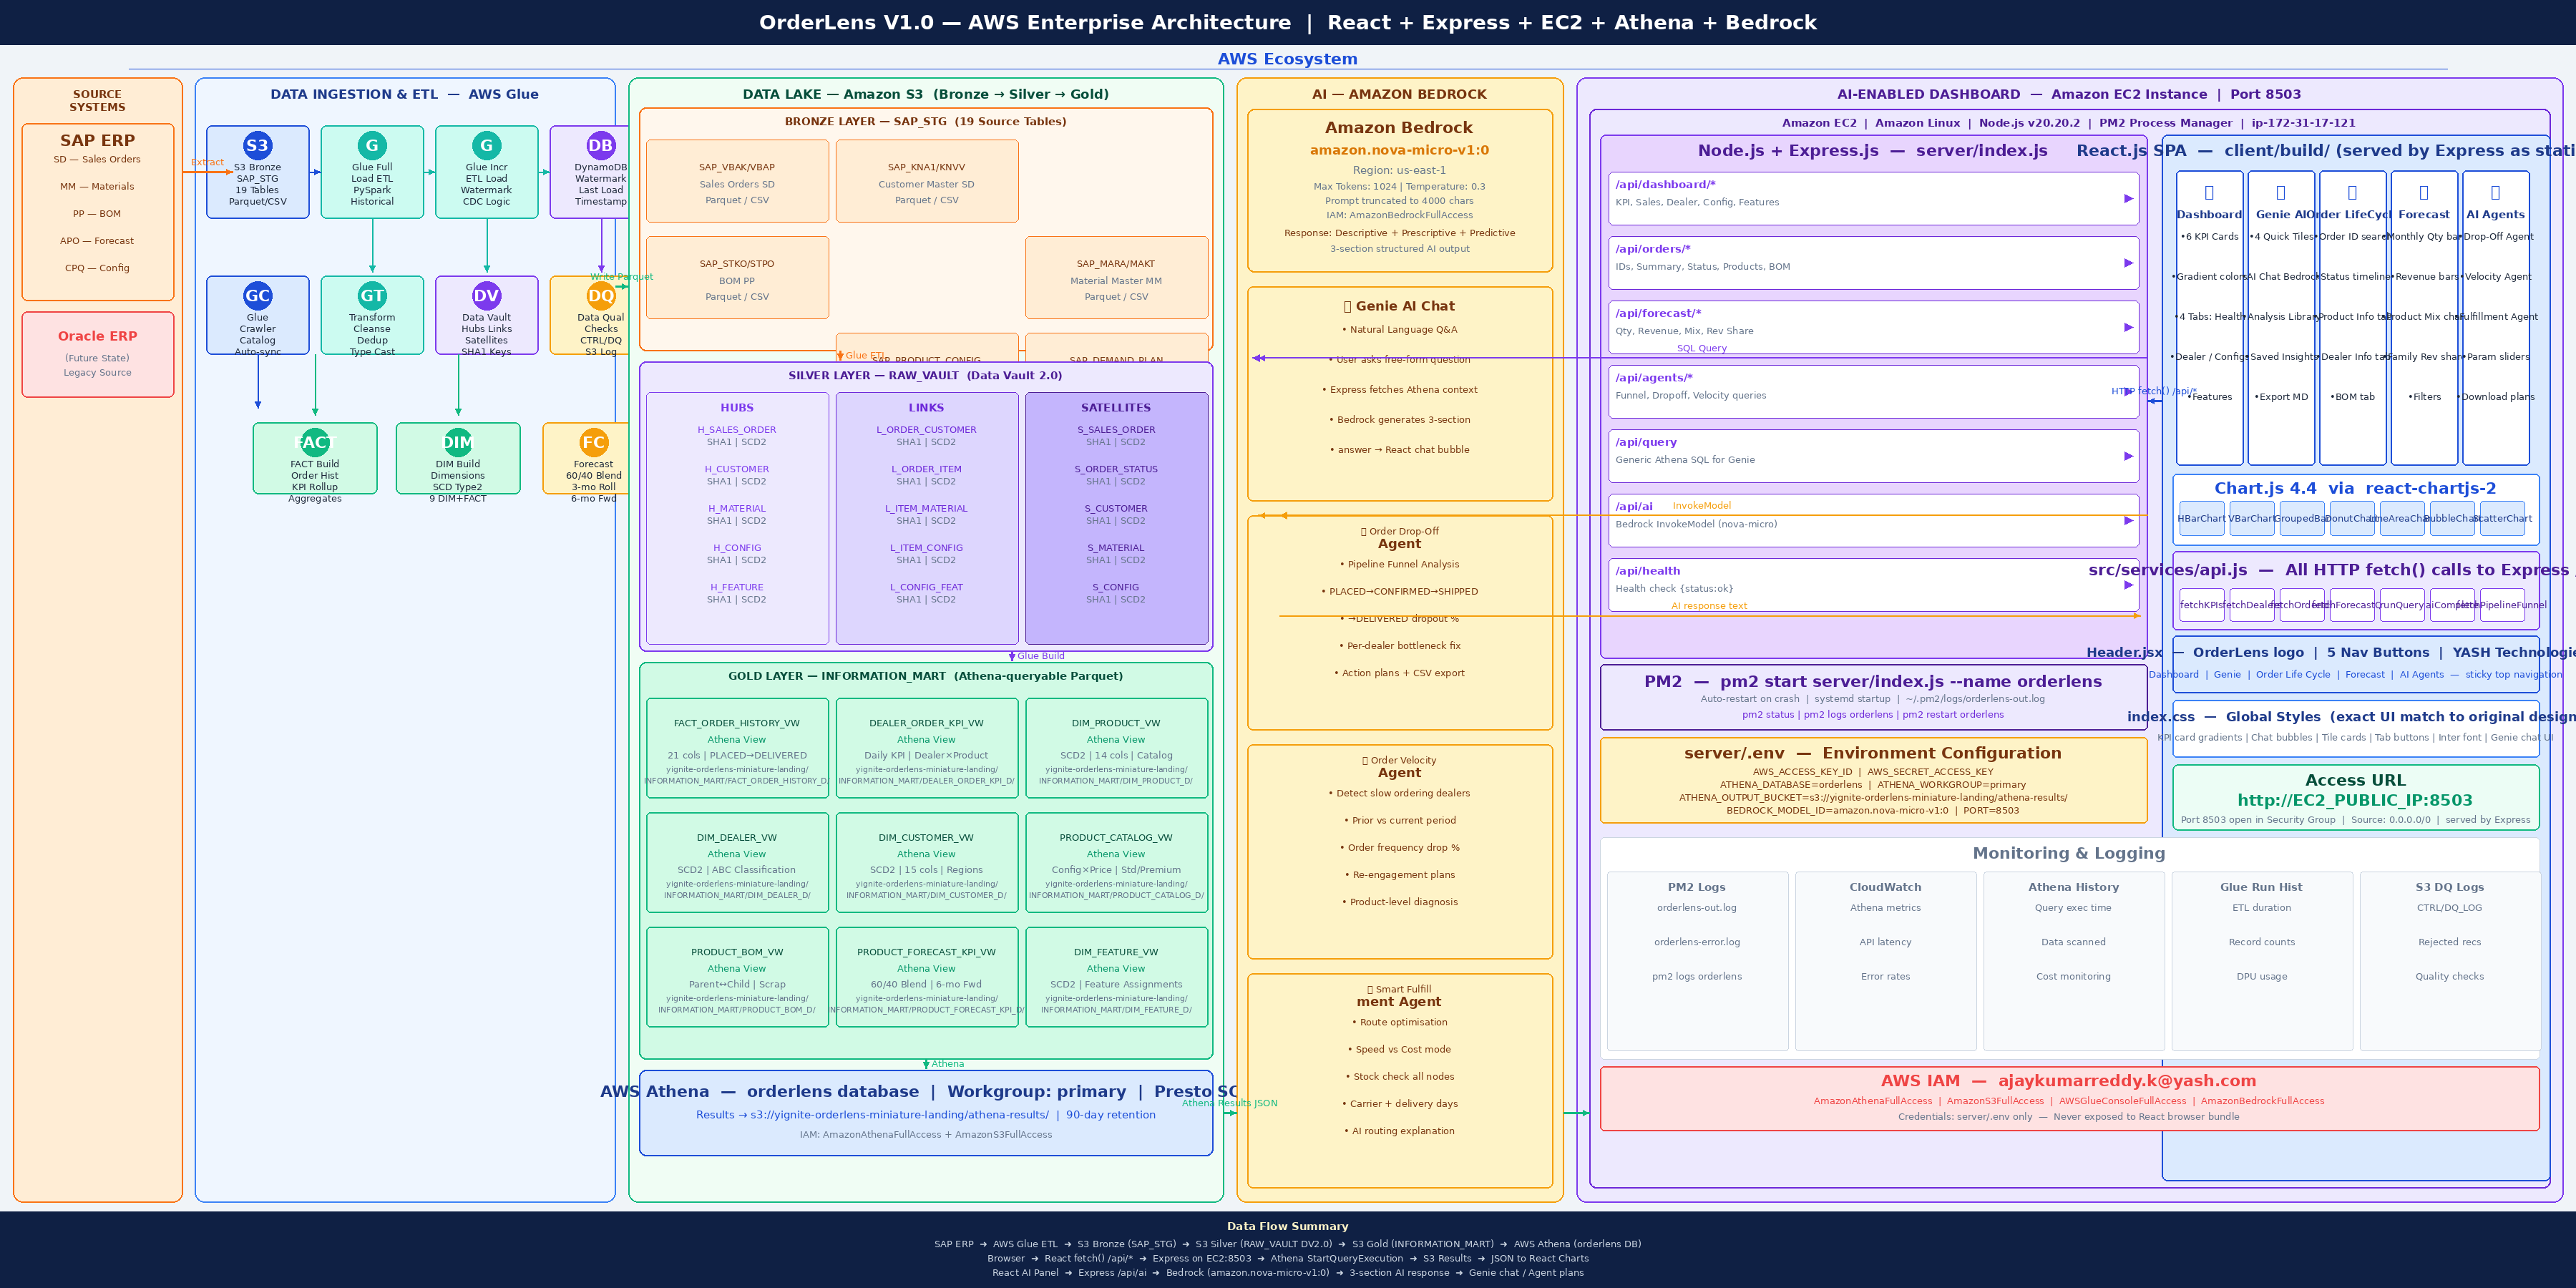 OrderLens V1.0 — AWS Enterprise Architecture | React + Express + EC2 + Athena + Bedrock
AWS Ecosystem
SOURCE
SYSTEMS
SAP ERP
SD — Sales Orders
MM — Materials
PP — BOM
APO — Forecast
CPQ — Config
Oracle ERP
(Future State)
Legacy Source
Extract
DATA INGESTION & ETL — AWS Glue
S3
S3 Bronze
SAP_STG
19 Tables
Parquet/CSV
G
Glue Full
Load ETL
PySpark
Historical
G
Glue Incr
ETL Load
Watermark
CDC Logic
DB
DynamoDB
Watermark
Last Load
Timestamp
GC
Glue
Crawler
Catalog
Auto-sync
GT
Transform
Cleanse
Dedup
Type Cast
DV
Data Vault
Hubs Links
Satellites
SHA1 Keys
DQ
Data Qual
Checks
CTRL/DQ
S3 Log
Write Parquet
FACT
FACT Build
Order Hist
KPI Rollup
Aggregates
DIM
DIM Build
Dimensions
SCD Type2
9 DIM+FACT
FC
Forecast
60/40 Blend
3-mo Roll
6-mo Fwd
DATA LAKE — Amazon S3 (Bronze → Silver → Gold)
BRONZE LAYER — SAP_STG (19 Source Tables)
SAP_VBAK/VBAP
Sales Orders SD
Parquet / CSV
SAP_KNA1/KNVV
Customer Master SD
Parquet / CSV
SAP_STKO/STPO
BOM PP
Parquet / CSV
SAP_MARA/MAKT
Material Master MM
Parquet / CSV
SAP_PRODUCT_CONFIG
SAP_DEMAND_PLAN
Glue ETL
SILVER LAYER — RAW_VAULT (Data Vault 2.0)
HUBS
H_SALES_ORDER
SHA1 | SCD2
H_CUSTOMER
SHA1 | SCD2
H_MATERIAL
SHA1 | SCD2
H_CONFIG
SHA1 | SCD2
H_FEATURE
SHA1 | SCD2
LINKS
L_ORDER_CUSTOMER
SHA1 | SCD2
L_ORDER_ITEM
SHA1 | SCD2
L_ITEM_MATERIAL
SHA1 | SCD2
L_ITEM_CONFIG
SHA1 | SCD2
L_CONFIG_FEAT
SHA1 | SCD2
SATELLITES
S_SALES_ORDER
SHA1 | SCD2
S_ORDER_STATUS
SHA1 | SCD2
S_CUSTOMER
SHA1 | SCD2
S_MATERIAL
SHA1 | SCD2
S_CONFIG
SHA1 | SCD2
Glue Build
GOLD LAYER — INFORMATION_MART (Athena-queryable Parquet)
FACT_ORDER_HISTORY_VW
Athena View
21 cols | PLACED→DELIVERED
yignite-orderlens-miniature-landing/
INFORMATION_MART/FACT_ORDER_HISTORY_D/
DEALER_ORDER_KPI_VW
Athena View
Daily KPI | Dealer×Product
yignite-orderlens-miniature-landing/
INFORMATION_MART/DEALER_ORDER_KPI_D/
DIM_PRODUCT_VW
Athena View
SCD2 | 14 cols | Catalog
yignite-orderlens-miniature-landing/
INFORMATION_MART/DIM_PRODUCT_D/
DIM_DEALER_VW
Athena View
SCD2 | ABC Classification
yignite-orderlens-miniature-landing/
INFORMATION_MART/DIM_DEALER_D/
DIM_CUSTOMER_VW
Athena View
SCD2 | 15 cols | Regions
yignite-orderlens-miniature-landing/
INFORMATION_MART/DIM_CUSTOMER_D/
PRODUCT_CATALOG_VW
Athena View
Config×Price | Std/Premium
yignite-orderlens-miniature-landing/
INFORMATION_MART/PRODUCT_CATALOG_D/
PRODUCT_BOM_VW
Athena View
Parent↔Child | Scrap
yignite-orderlens-miniature-landing/
INFORMATION_MART/PRODUCT_BOM_D/
PRODUCT_FORECAST_KPI_VW
Athena View
60/40 Blend | 6-mo Fwd
yignite-orderlens-miniature-landing/
INFORMATION_MART/PRODUCT_FORECAST_KPI_D/
DIM_FEATURE_VW
Athena View
SCD2 | Feature Assignments
yignite-orderlens-miniature-landing/
INFORMATION_MART/DIM_FEATURE_D/
Athena
AWS Athena — orderlens database | Workgroup: primary | Presto
Results → s3://yignite-orderlens-miniature-landing/athena-results/ | 90-day retention
IAM: AmazonAthenaFullAccess + AmazonS3FullAccess
Athena Results JSON
AI — AMAZON BEDROCK
Amazon Bedrock
amazon.nova-micro-v1:0
Region: us-east-1
Max Tokens: 1024 | Temperature: 0.3
Prompt truncated to 4000 chars
IAM: AmazonBedrockFullAccess
Response: Descriptive + Prescriptive + Predictive
3-section structured AI output
Genie AI Chat
• Natural Language Q&A
• User asks free-form question
• Express fetches Athena context
• Bedrock generates 3-section
• answer → React chat bubble
Order Drop-Off
Agent
• Pipeline Funnel Analysis
• PLACED→CONFIRMED→SHIPPED
• →DELIVERED dropout %
• Per-dealer bottleneck fix
• Action plans + CSV export
Order Velocity
Agent
• Detect slow ordering dealers
• Prior vs current period
• Order frequency drop %
• Re-engagement plans
• Product-level diagnosis
Smart Fulfill
ment Agent
• Route optimisation
• Speed vs Cost mode
• Stock check all nodes
• Carrier + delivery days
• AI routing explanation
AI-ENABLED DASHBOARD — Amazon EC2 Instance | Port 8503
Amazon EC2 | Amazon Linux | Node.js v20.20.2 | PM2 Process Manager | ip-172-31-17-121
Node.js + Express.js — server/index.js
/api/dashboard/*
KPI, Sales, Dealer, Config, Features
/api/orders/*
IDs, Summary, Status, Products, BOM
/api/forecast/*
Qty, Revenue, Mix, Rev Share
SQL Query
/api/agents/*
Funnel, Dropoff, Velocity queries
/api/query
Generic Athena SQL for Genie
/api/ai
InvokeModel
Bedrock InvokeModel (nova-micro)
/api/health
Health check {status:ok}
AI response text
HTTP fetch() /api/*
PM2 — pm2 start server/index.js --name orderlens
Auto-restart on crash | systemd startup | ~/.pm2/logs/orderlens-out.log
pm2 status | pm2 logs orderlens | pm2 restart orderlens
server/.env — Environment Configuration
AWS_ACCESS_KEY_ID | AWS_SECRET_ACCESS_KEY
ATHENA_DATABASE=orderlens | ATHENA_WORKGROUP=primary
ATHENA_OUTPUT_BUCKET=s3://yignite-orderlens-miniature-landing/athena-results/
BEDROCK_MODEL_ID=amazon.nova-micro-v1:0 | PORT=8503
React.js SPA — client/build/ (served by Express as
Dashboard
•6 KPI Cards
•Gradient colors
•4 Tabs: Health
•Dealer / Config
•Features
Genie AI
•4 Quick Tiles
•AI Chat Bedrock
•Analysis Library
•Saved Insights
•Export MD
Order LifeCycle
•Order ID search
•Status timeline
•Product Info tab
•Dealer Info tab
•BOM tab
Forecast
•Monthly Qty bar
•Revenue bars
•Product Mix chart
•Family Rev share
•Filters
AI Agents
•Drop-Off Agent
•Velocity Agent
•Fulfillment Agent
•Param sliders
•Download plans
Chart.js 4.4 via react-chartjs-2
HBarChart
VBarChart
GroupedBar
DonutChart
LineAreaChart
BubbleChart
ScatterChart
src/services/api.js — All HTTP fetch() calls to Express
fetchKPIs
fetchDealer
fetchOrder
fetchForecast
runQuery
aiComplete
fetchPipelineFunnel
Header.jsx — OrderLens logo | 5 Nav Buttons | YASH
Dashboard | Genie | Order Life Cycle | Forecast | AI Agents — sticky top navigation
index.css — Global Styles (exact UI match to original
KPI card gradients | Chat bubbles | Tile cards | Tab buttons | Inter font | Genie chat UI
Access URL
http://EC2_PUBLIC_IP:8503
Port 8503 open in Security Group | Source: 0.0.0.0/0 | served by Express
Monitoring & Logging
PM2 Logs
orderlens-out.log
orderlens-error.log
pm2 logs orderlens
CloudWatch
Athena metrics
API latency
Error rates
Athena History
Query exec time
Data scanned
Cost monitoring
Glue Run Hist
ETL duration
Record counts
DPU usage
S3 DQ Logs
CTRL/DQ_LOG
Rejected recs
Quality checks
AWS IAM — ajaykumarreddy.k@yash.com
AmazonAthenaFullAccess | AmazonS3FullAccess | AWSGlueConsoleFullAccess | AmazonBedrockFullAccess
Credentials: server/.env only — Never exposed to React browser bundle
Data Flow Summary
SAP ERP → AWS Glue ETL → S3 Bronze (SAP_STG) → S3 Silver (RAW_VAULT DV2.0) → S3 Gold (INFORMATION_MART) → AWS Athena (orderlens DB)
Browser → React fetch() /api/* → Express on EC2:8503 → Athena StartQueryExecution → S3 Results → JSON to React Charts
React AI Panel → Express /api/ai → Bedrock (amazon.nova-micro-v1:0) → 3-section AI response → Genie chat / Agent plans